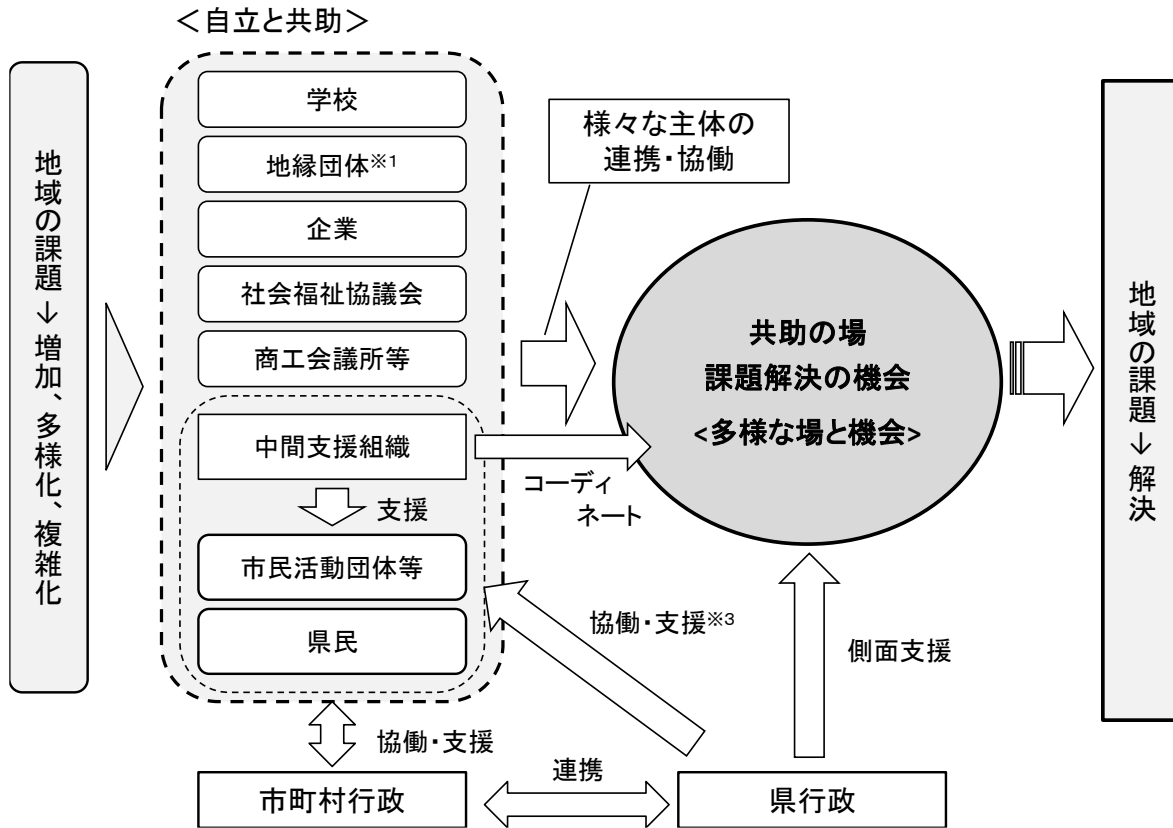 ＜自立と共助＞
地域の課題→増加、多様化、複雑化
学校
地縁団体※1
企業
社会福祉協議会
商工会議所等
中間支援組織
支援
市民活動団体等
県民
様々な主体の
連携・協働
コーディ
ネート
共助の場
課題解決の機会
<多様な場と機会>
地域の課題→解決
協働・支援※3
側面支援
協働・支援
連携
市町村行政
県行政